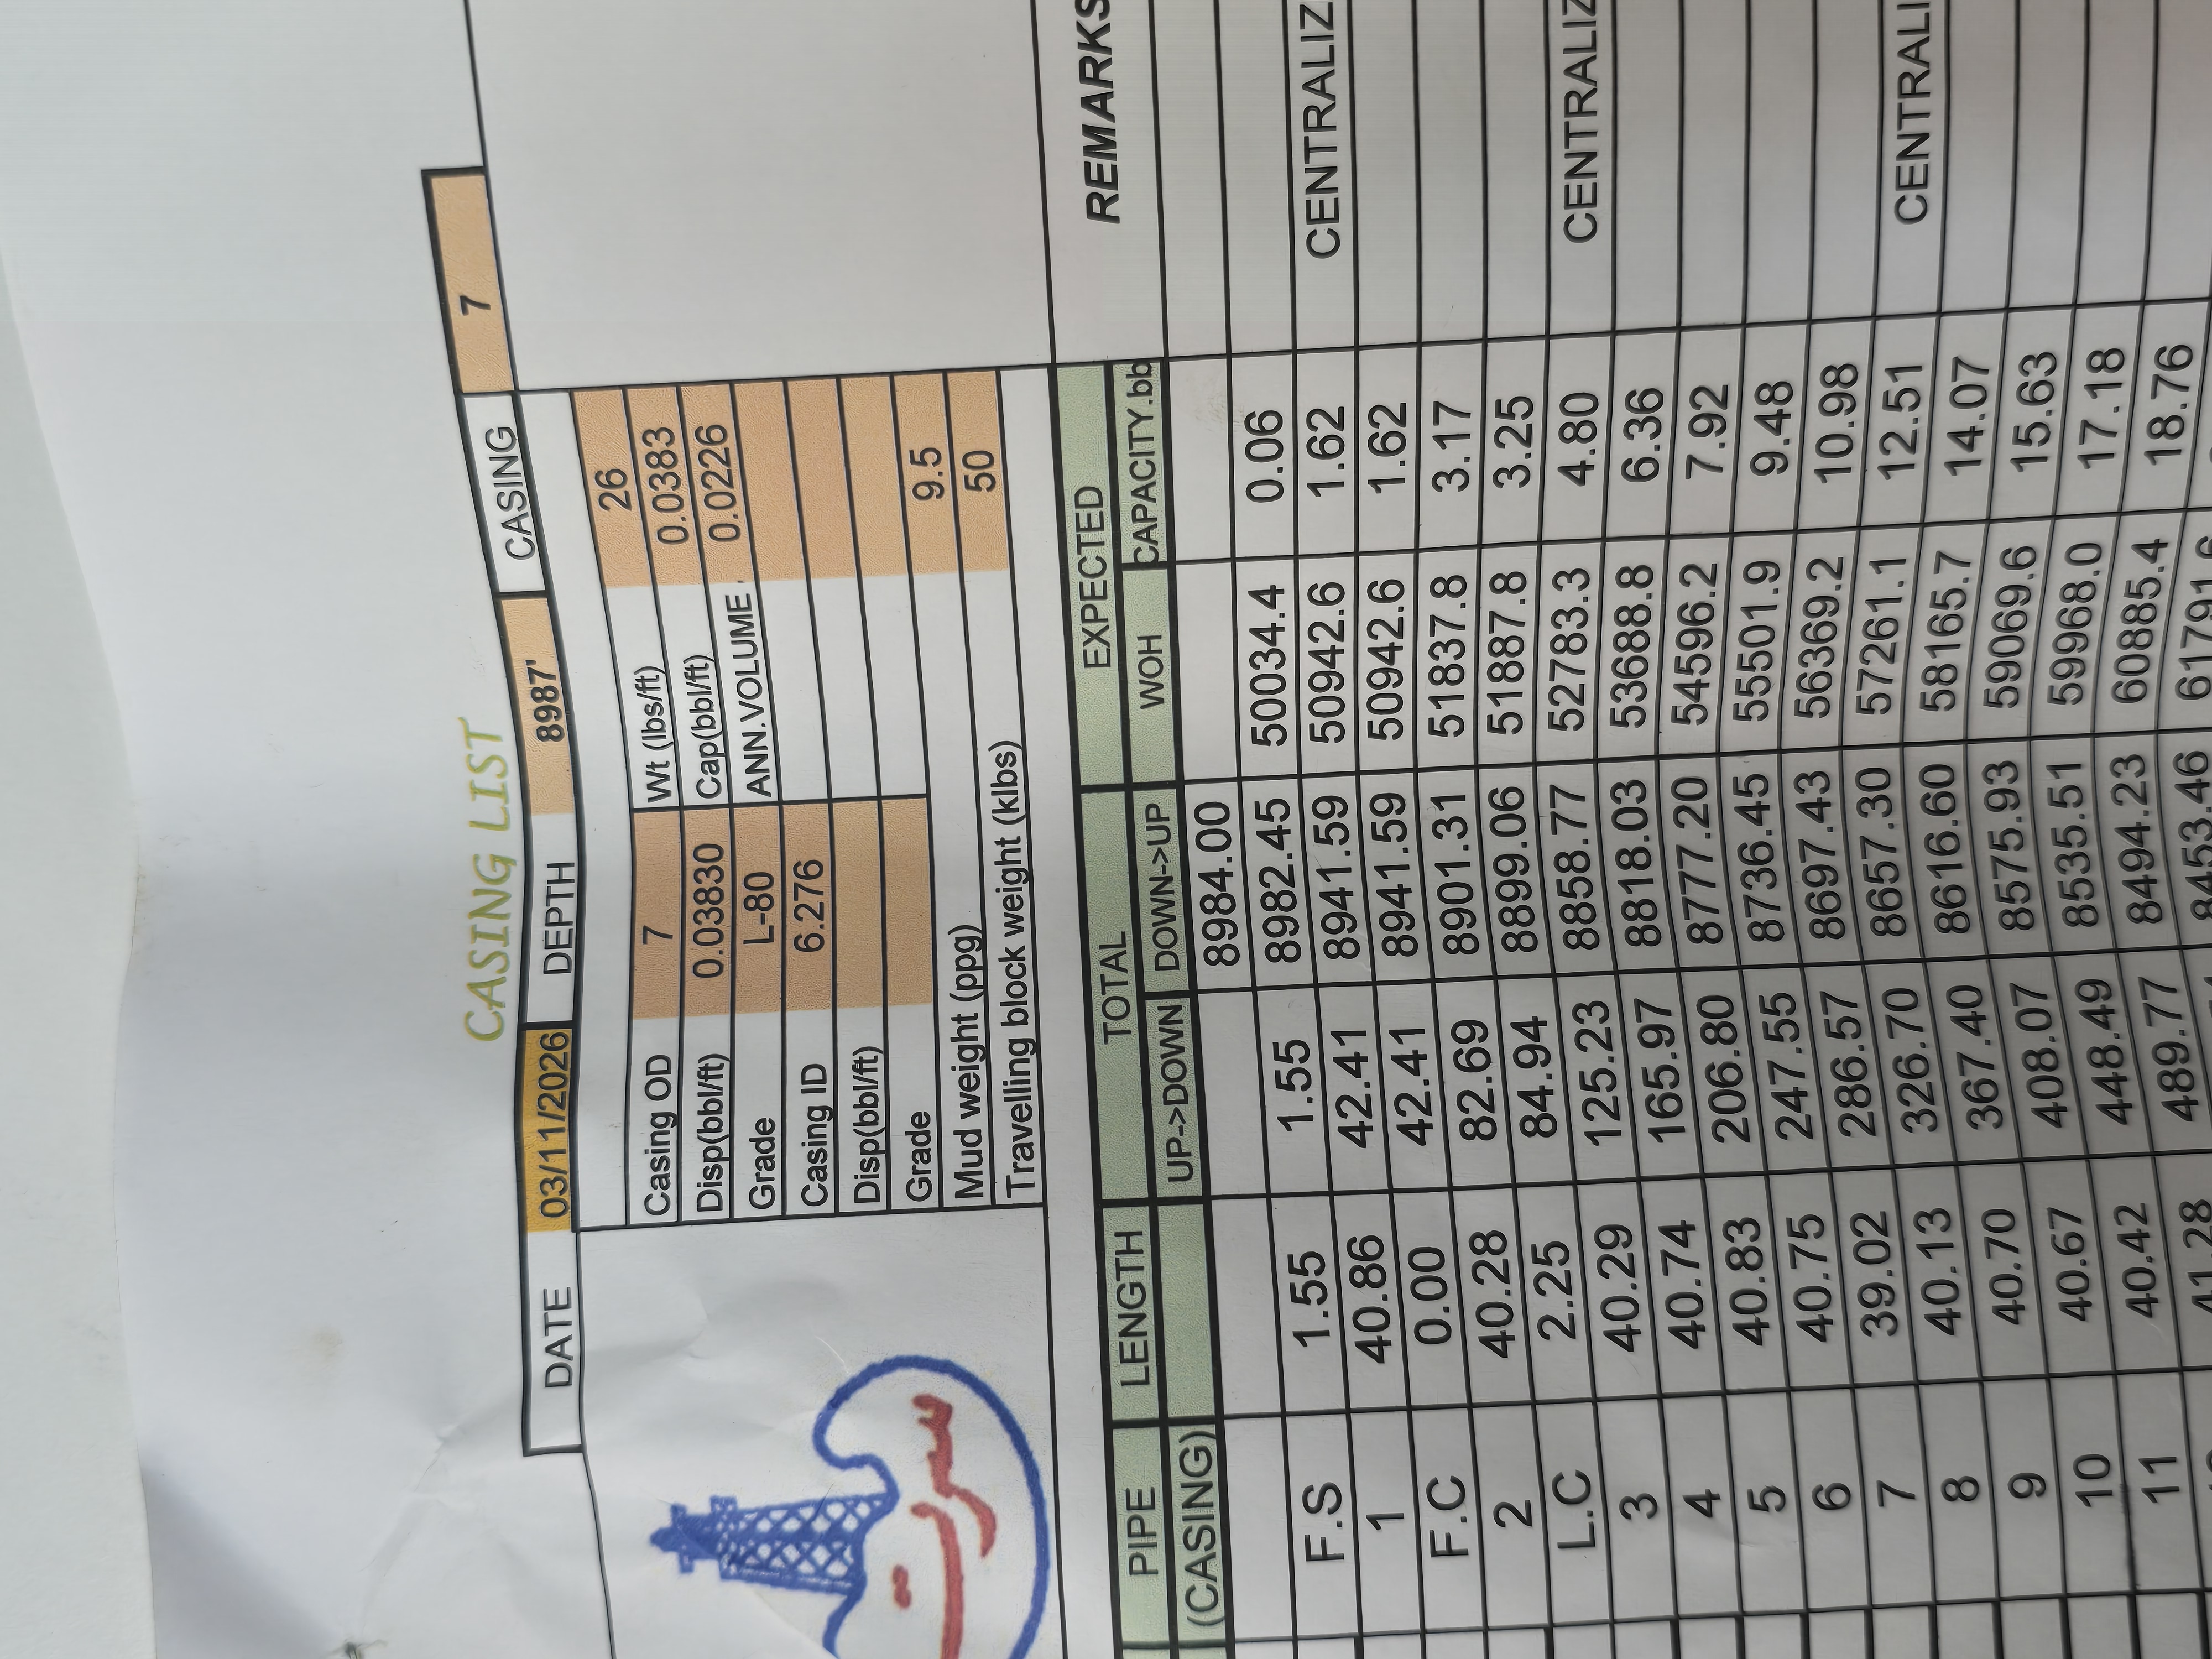 CASING LIST
DATE 03/11/2026 DEPTH 8987' CASING 7
Casing OD 7 Wt (lbs/ft) 26
Disp(bbl/ft) 0.03830 Cap(bbl/ft) 0.0383
Grade L-80 ANN.VOLUME 0.0226
Casing ID 6.276
Disp(bbl/ft)
Grade
Mud weight (ppg) 9.5
Travelling block weight (klbs) 50
سرت
PIPE LENGTH TOTAL EXPECTED REMARKS
(CASING) UP->DOWN DOWN->UP WOH CAPACITY.bb
8984.00
F.S 1.55 1.55 8982.45 50034.4 0.06
1 40.86 42.41 8941.59 50942.6 1.62 CENTRALIZ
F.C 0.00 42.41 8941.59 50942.6 1.62
2 40.28 82.69 8901.31 51837.8 3.17
L.C 2.25 84.94 8899.06 51887.8 3.25
3 40.29 125.23 8858.77 52783.3 4.80 CENTRALIZ
4 40.74 165.97 8818.03 53688.8 6.36
5 40.83 206.80 8777.20 54596.2 7.92
6 40.75 247.55 8736.45 55501.9 9.48
7 39.02 286.57 8697.43 56369.2 10.98
8 40.13 326.70 8657.30 57261.1 12.51 CENTRALI
9 40.70 367.40 8616.60 58165.7 14.07
10 40.67 408.07 8575.93 59069.6 15.63
11 40.42 448.49 8535.51 59968.0 17.18
41.28 489.77 8494.23 60885.4 18.76
8453.46 61791.6